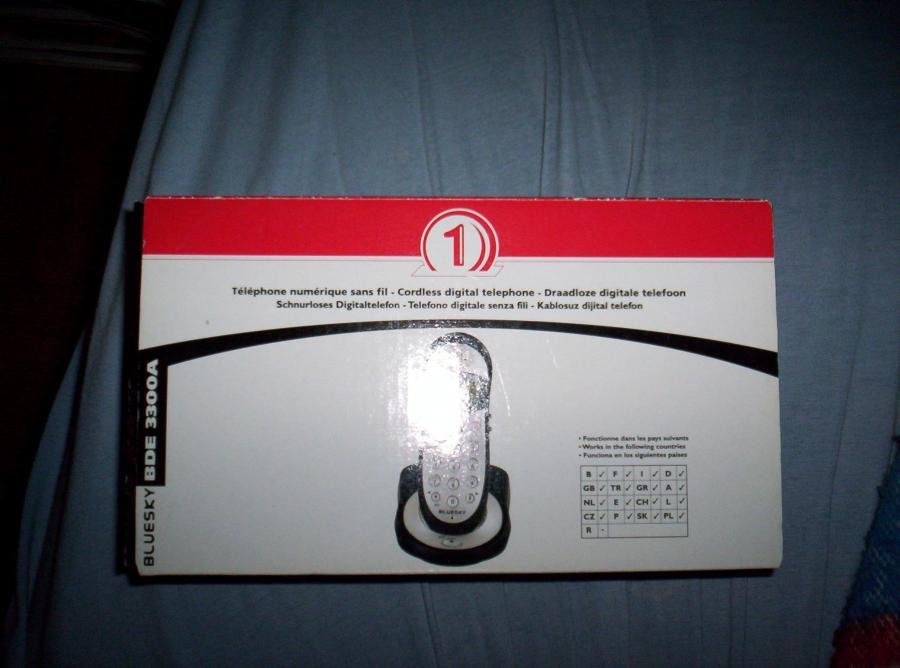 1
Téléphone numérique sans fil - Cordless digital telephone - Draadloze digitale telefoon
Schnurloses Digitaltelefon - Telefono digitale senza fili - Kablosuz dijital telefon
BLUESKY BDE 3300A
• Fonctionne dans les pays suivants
• Works in the following countries
• Funciona en los siguientes países
B ✓ F ✓ I ✓ D ✓
GB ✓ TR ✓ GR ✓ A ✓
NL ✓ E ✓ CH ✓ L ✓
CZ ✓ P ✓ SK ✓ PL ✓
R -
BLUESKY